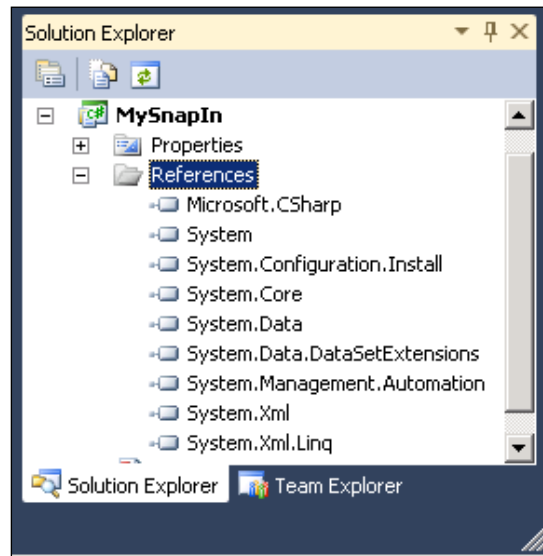 Solution Explorer
MySnapIn
Properties
References
Microsoft.CSharp
System
System.Configuration.Install
System.Core
System.Data
System.Data.DataSetExtensions
System.Management.Automation
System.Xml
System.Xml.Linq
Solution Explorer Team Explorer